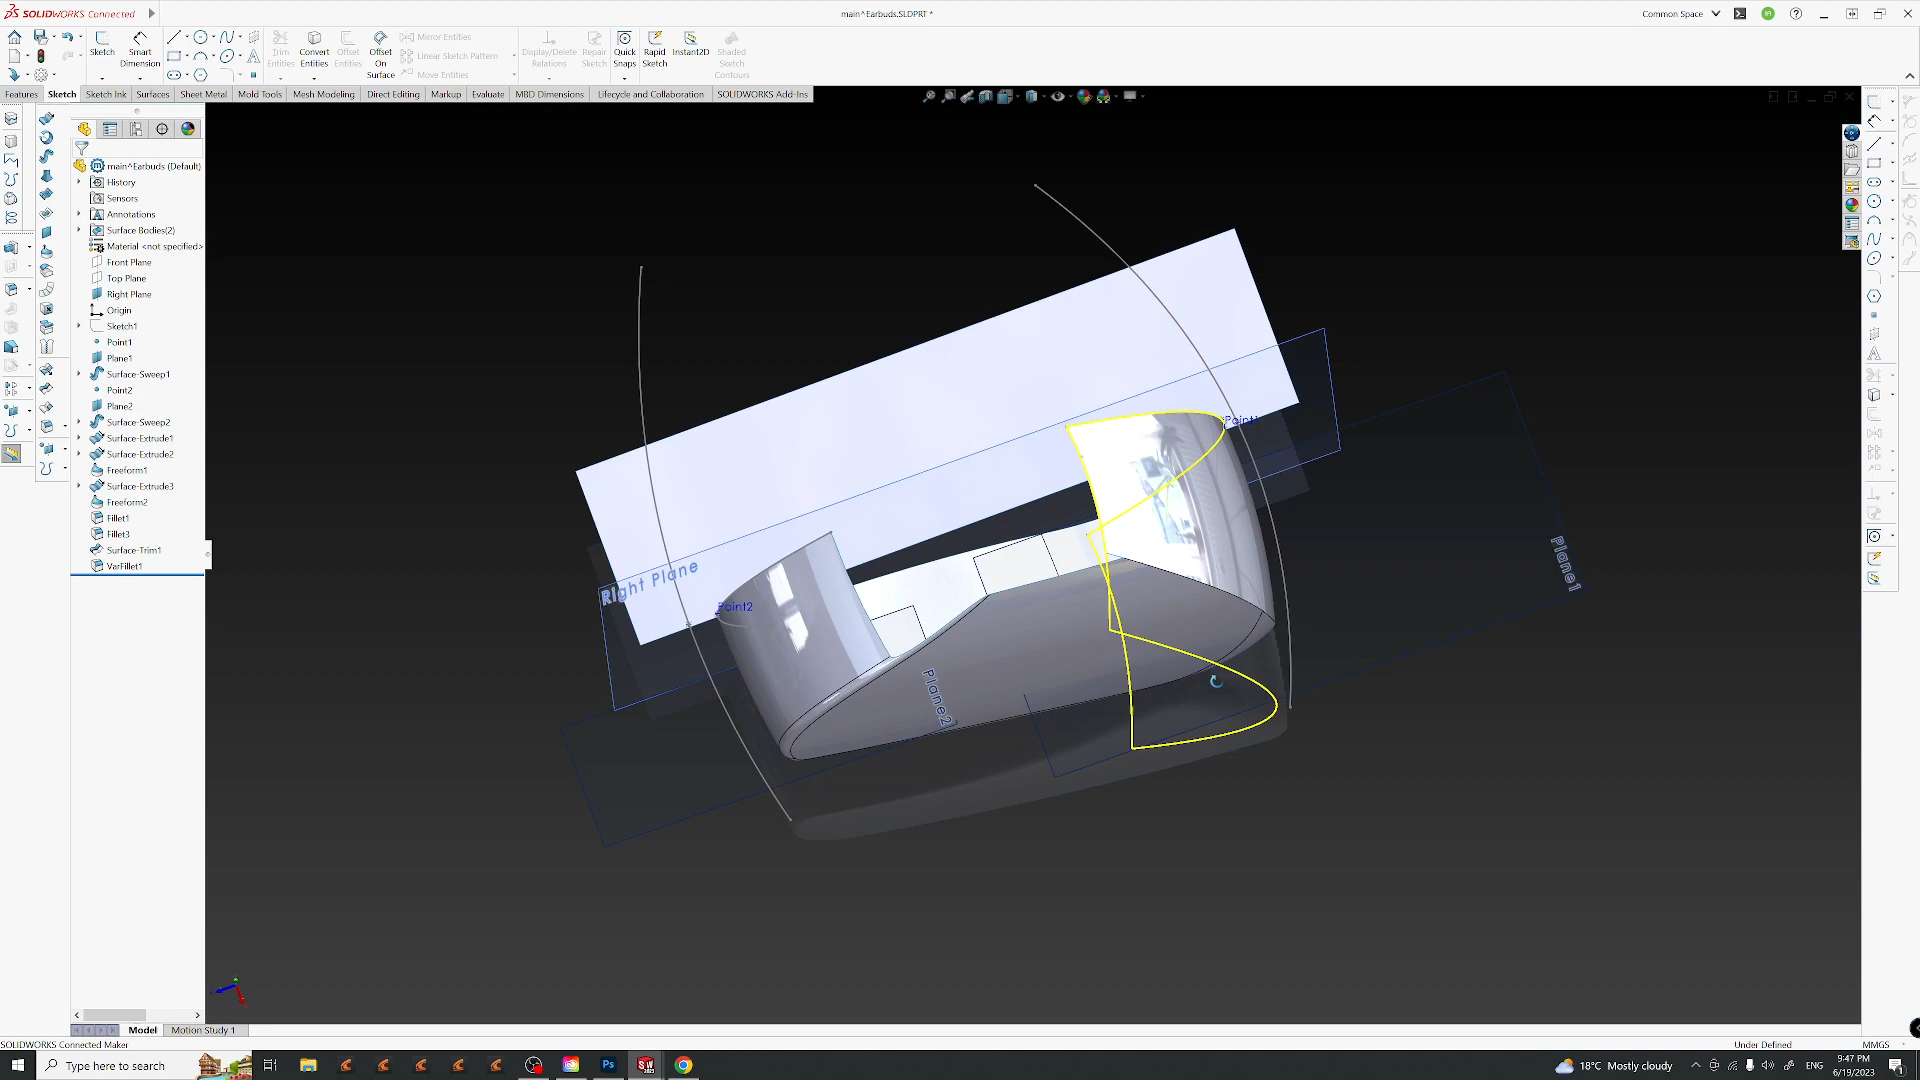 SOLIDWORKS Connected
main^Earbuds.SLDPRT *
Common Space
Sketch
Smart Dimension
Trim Entities
Convert Entities
Offset Entities
Offset On Surface
Mirror Entities
Linear Sketch Pattern
Move Entities
Display/Delete Relations
Repair Sketch
Quick Snaps
Rapid Sketch
Instant2D
Shaded Sketch Contours
Features
Sketch
Sketch Ink
Surfaces
Sheet Metal
Mold Tools
Mesh Modeling
Direct Editing
Markup
Evaluate
MBD Dimensions
Lifecycle and Collaboration
SOLIDWORKS Add-Ins
main^Earbuds (Default)
History
Sensors
Annotations
Surface Bodies(2)
Material <not specified>
Front Plane
Top Plane
Right Plane
Origin
Sketch1
Point1
Plane1
Surface-Sweep1
Point2
Plane2
Surface-Sweep2
Surface-Extrude1
Surface-Extrude2
Freeform1
Surface-Extrude3
Freeform2
Fillet1
Fillet3
Surface-Trim1
VarFillet1
Point1
Plane1
Right Plane
Point2
Plane2
Model
Motion Study 1
SOLIDWORKS Connected Maker
Under Defined
MMGS
Type here to search
Ps
SW
18°C Mostly cloudy
ENG
9:47 PM
6/19/2023